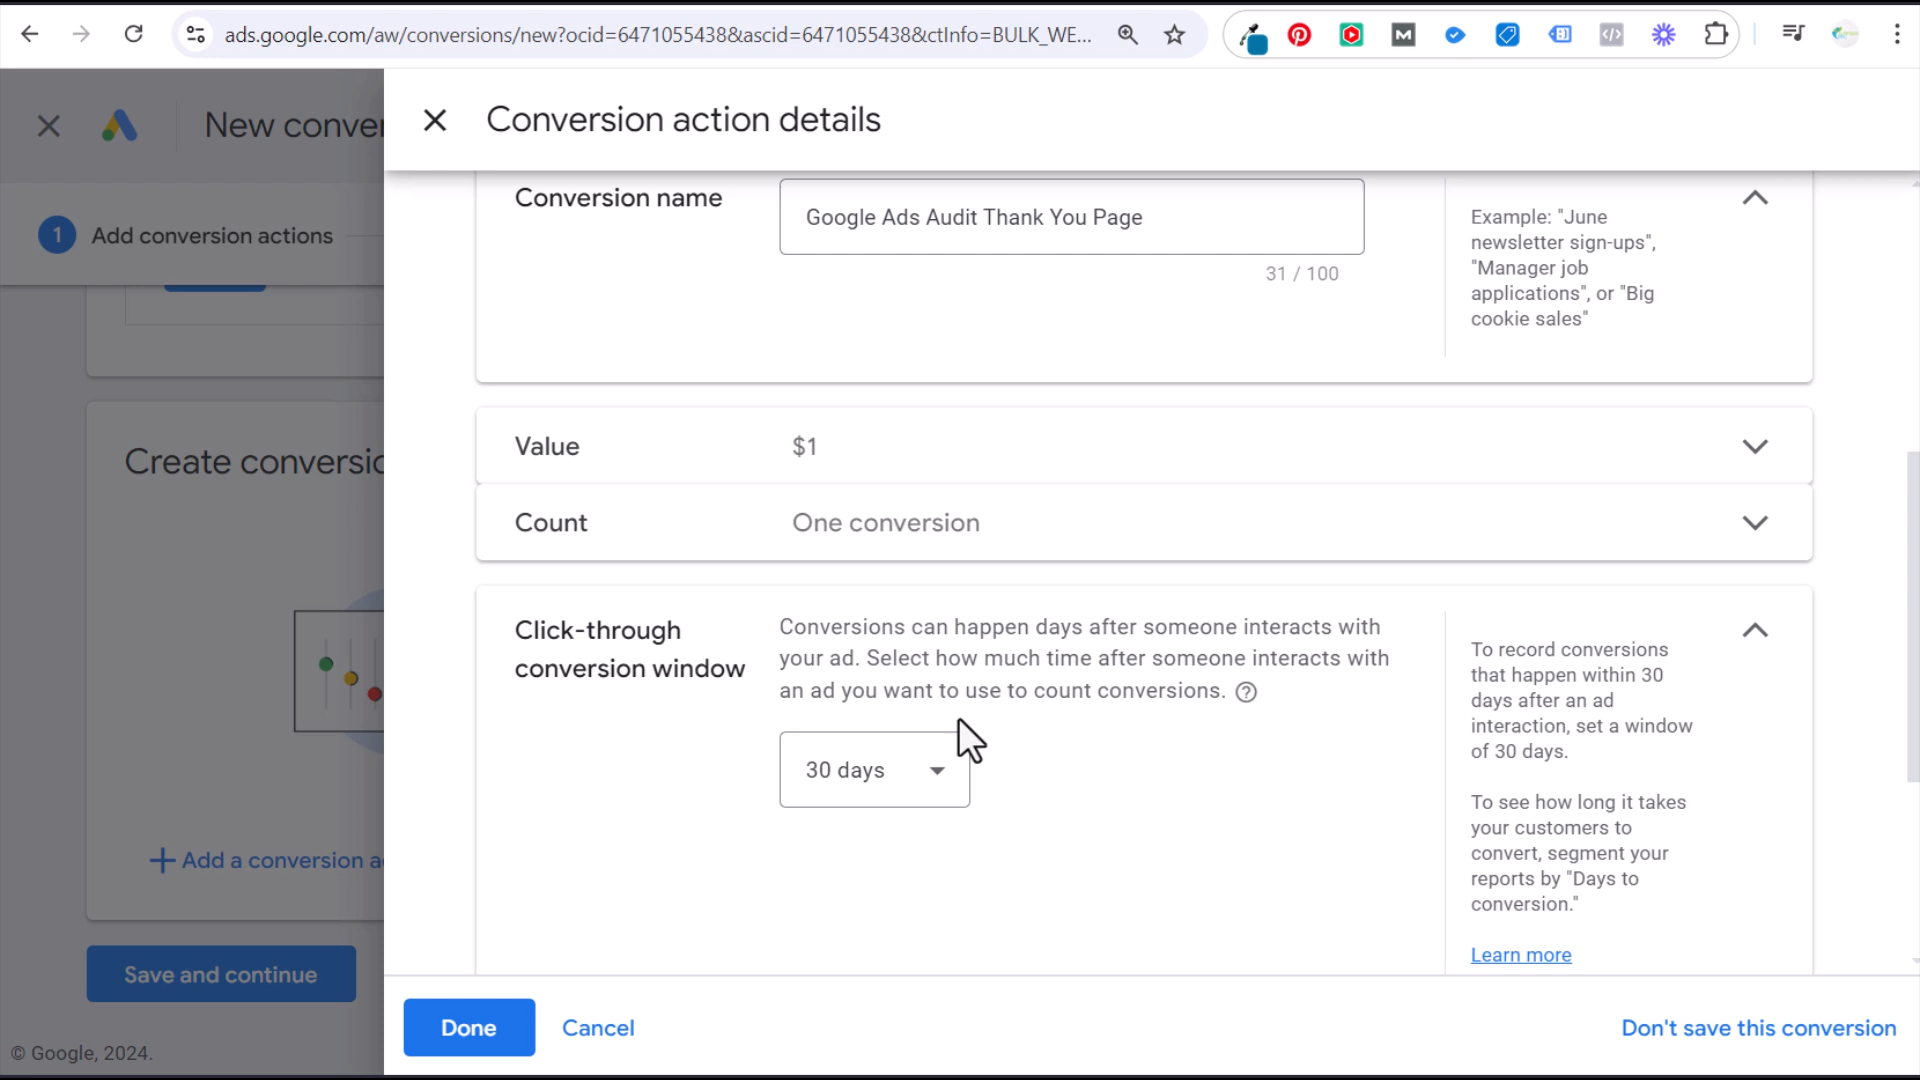 ads.google.com/aw/conversions/new?ocid=6471055438&ascid=6471055438&ctInfo=BULK_WE...
New conver
Conversion action details
1 Add conversion actions
Conversion name
Google Ads Audit Thank You Page
31 / 100
Example: "June
newsletter sign-ups",
"Manager job
applications", or "Big
cookie sales"
Value
$1
Count
One conversion
Create conversio
Click-through
conversion window
Conversions can happen days after someone interacts with
your ad. Select how much time after someone interacts with
an ad you want to use to count conversions.
30 days
To record conversions
that happen within 30
days after an ad
interaction, set a window
of 30 days.
To see how long it takes
your customers to
convert, segment your
reports by "Days to
conversion."
Learn more
+ Add a conversion a
Save and continue
Done
Cancel
Don't save this conversion
© Google, 2024.